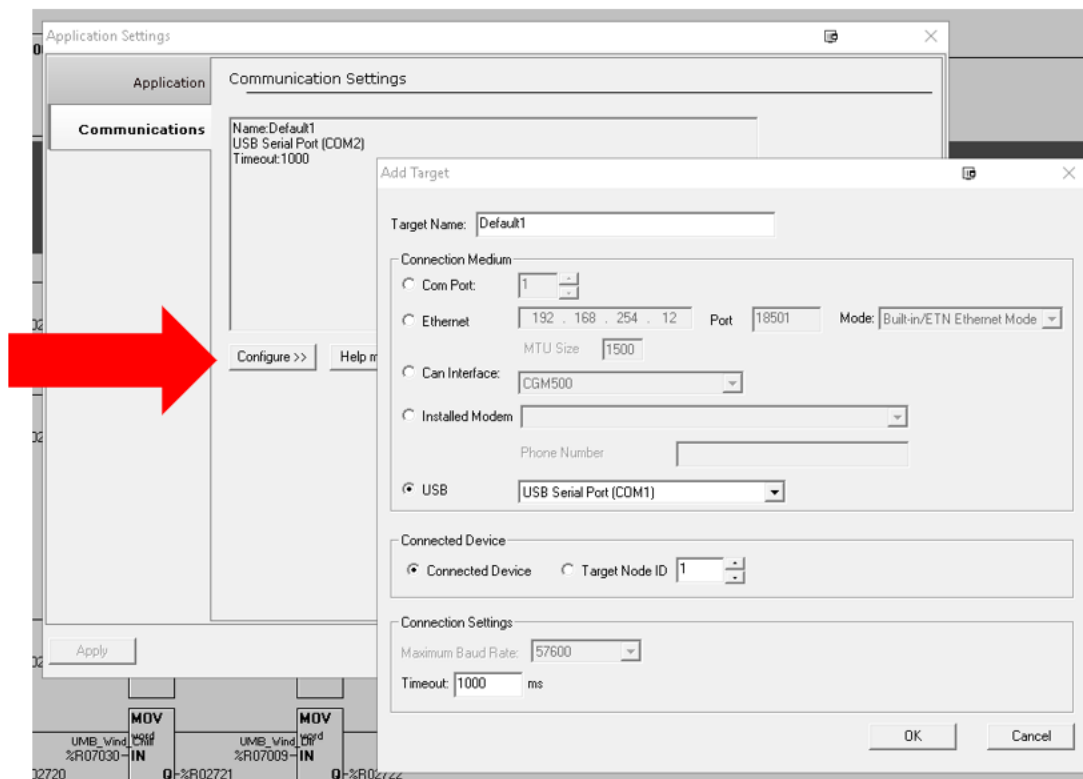 Application Settings
Application
Communication Settings
Communications
Name:Default1
USB Serial Port (COM2)
Timeout:1000
Configure >>
Help m
Apply
Add Target
Target Name: Default1
Connection Medium
Com Port: 1
Ethernet 192 . 168 . 254 . 12 Port 18501 Mode: Built-in/ETN Ethernet Mode
MTU Size 1500
Can Interface: CGM500
Installed Modem
Phone Number
USB USB Serial Port (COM1)
Connected Device
Connected Device Target Node ID 1
Connection Settings
Maximum Baud Rate: 57600
Timeout: 1000 ms
OK Cancel
MOV MOV
UMB_Wind_Chill word UMB_Wind_Dir word
%R07030 IN %R07009 IN
02720 Q %R02721 Q %R02722